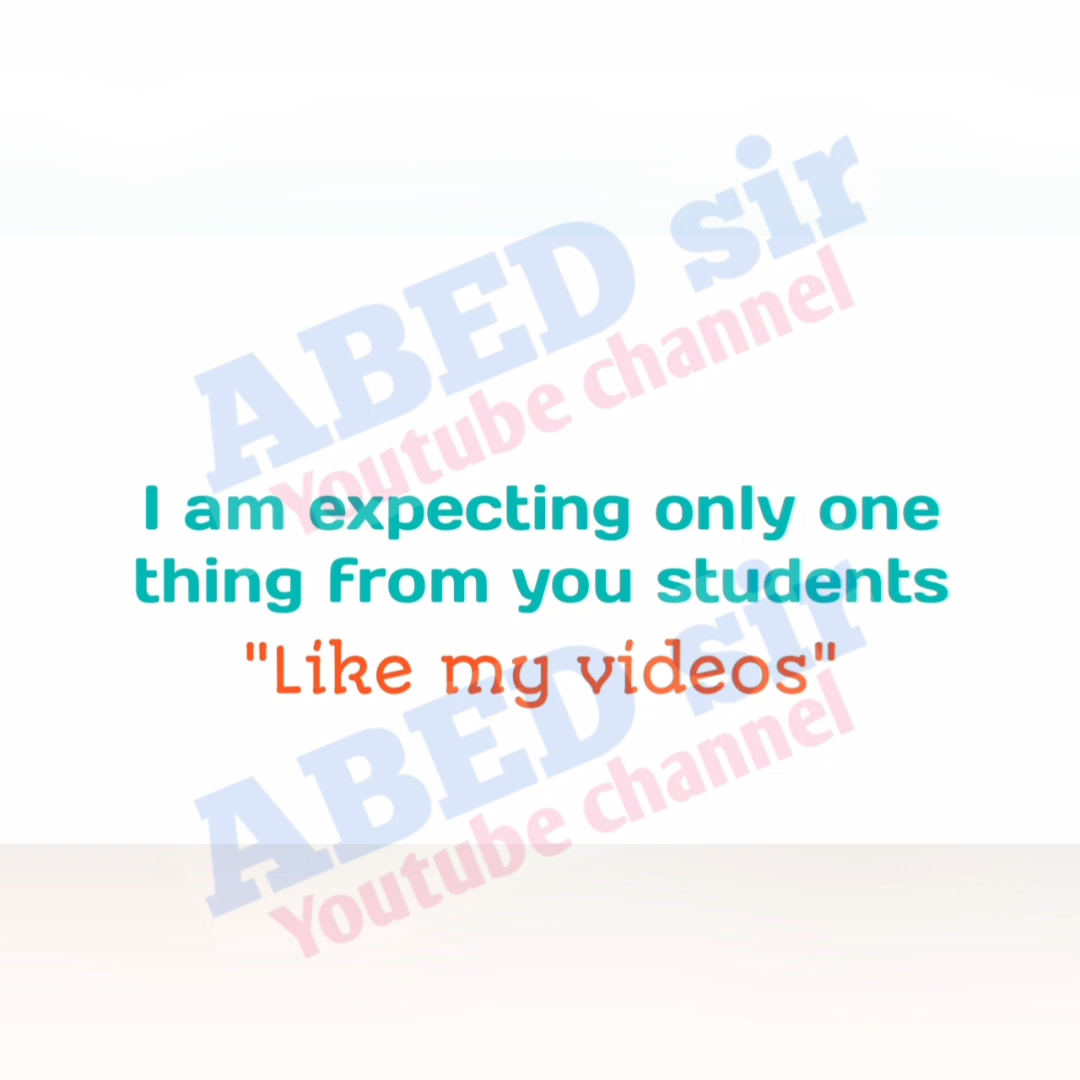 ABED sir
Youtube channel
I am expecting only one
thing from you students
"Like my videos"
ABED sir
Youtube channel